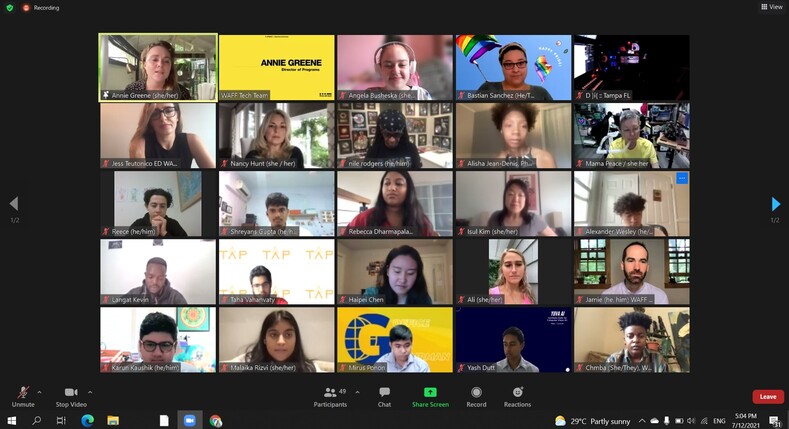 Recording
View
Annie Greene (she/her)
ANNIE GREENE
Director of Programs
WAFF Tech Team
Angela Busheska (she...
HAPPY PRIDE!
Bastian Sanchez (He/T...
Tampa FL
Jess Teutonico ED WA...
Nancy Hunt (she / her)
nile rodgers (he/him)
Alisha Jean-Denis, Ph...
Mama Peace / she her
1/2
1/2
Reece (he/him)
Shreyans Gupta (he/h...
Rebecca Dharmapala...
Isul Kim (she/her)
Alexander Wesley (he/...
Langat Kevin
TAP TAP TAP
Taha Vahanvaty
Haipei Chen
Ali (she/her)
Jamie (he, him) WAFF ...
Karun Kaushik (he/him)
Malaika Rizvi (she/her)
G
Mirus Ponon
YUVA AI
Yash Dutt
Chmba (She/They), W...
Unmute
Stop Video
Participants
49
Chat
Share Screen
Record
Reactions
Leave
29°C Partly sunny
ENG
5:04 PM
7/12/2021